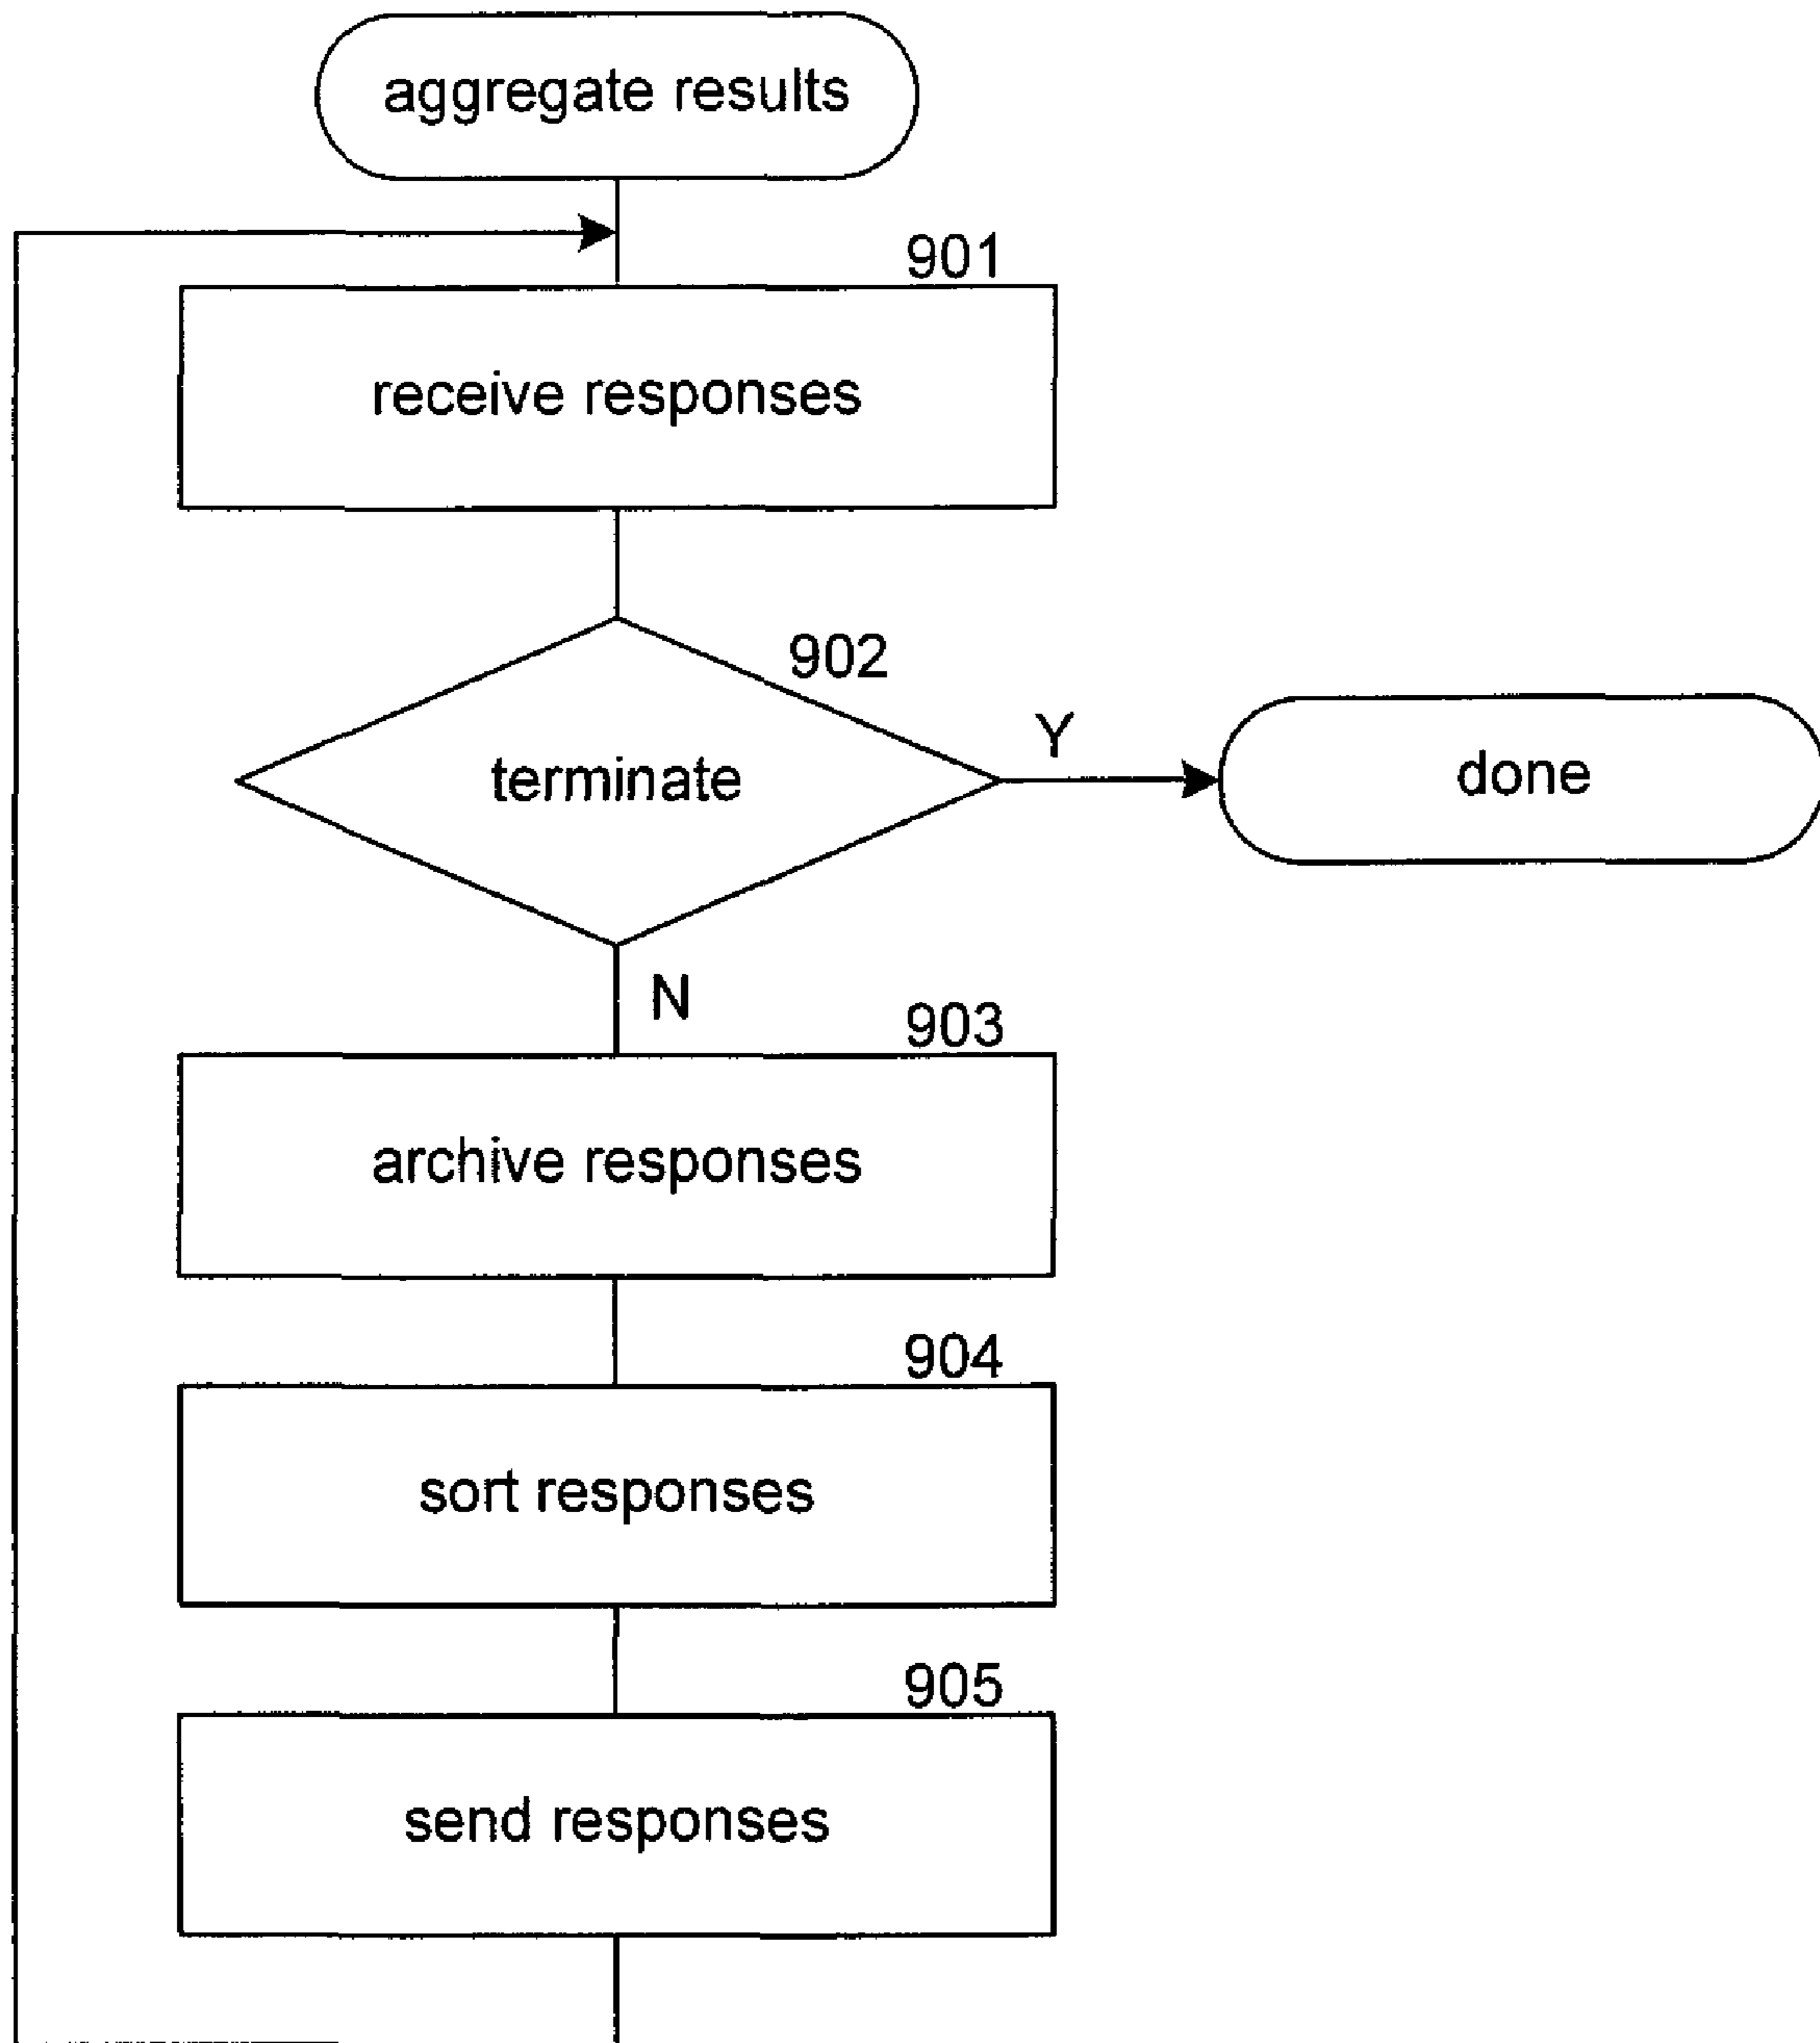 aggregate results
901
receive responses
902
terminate
Y
done
N
903
archive responses
904
sort responses
905
send responses